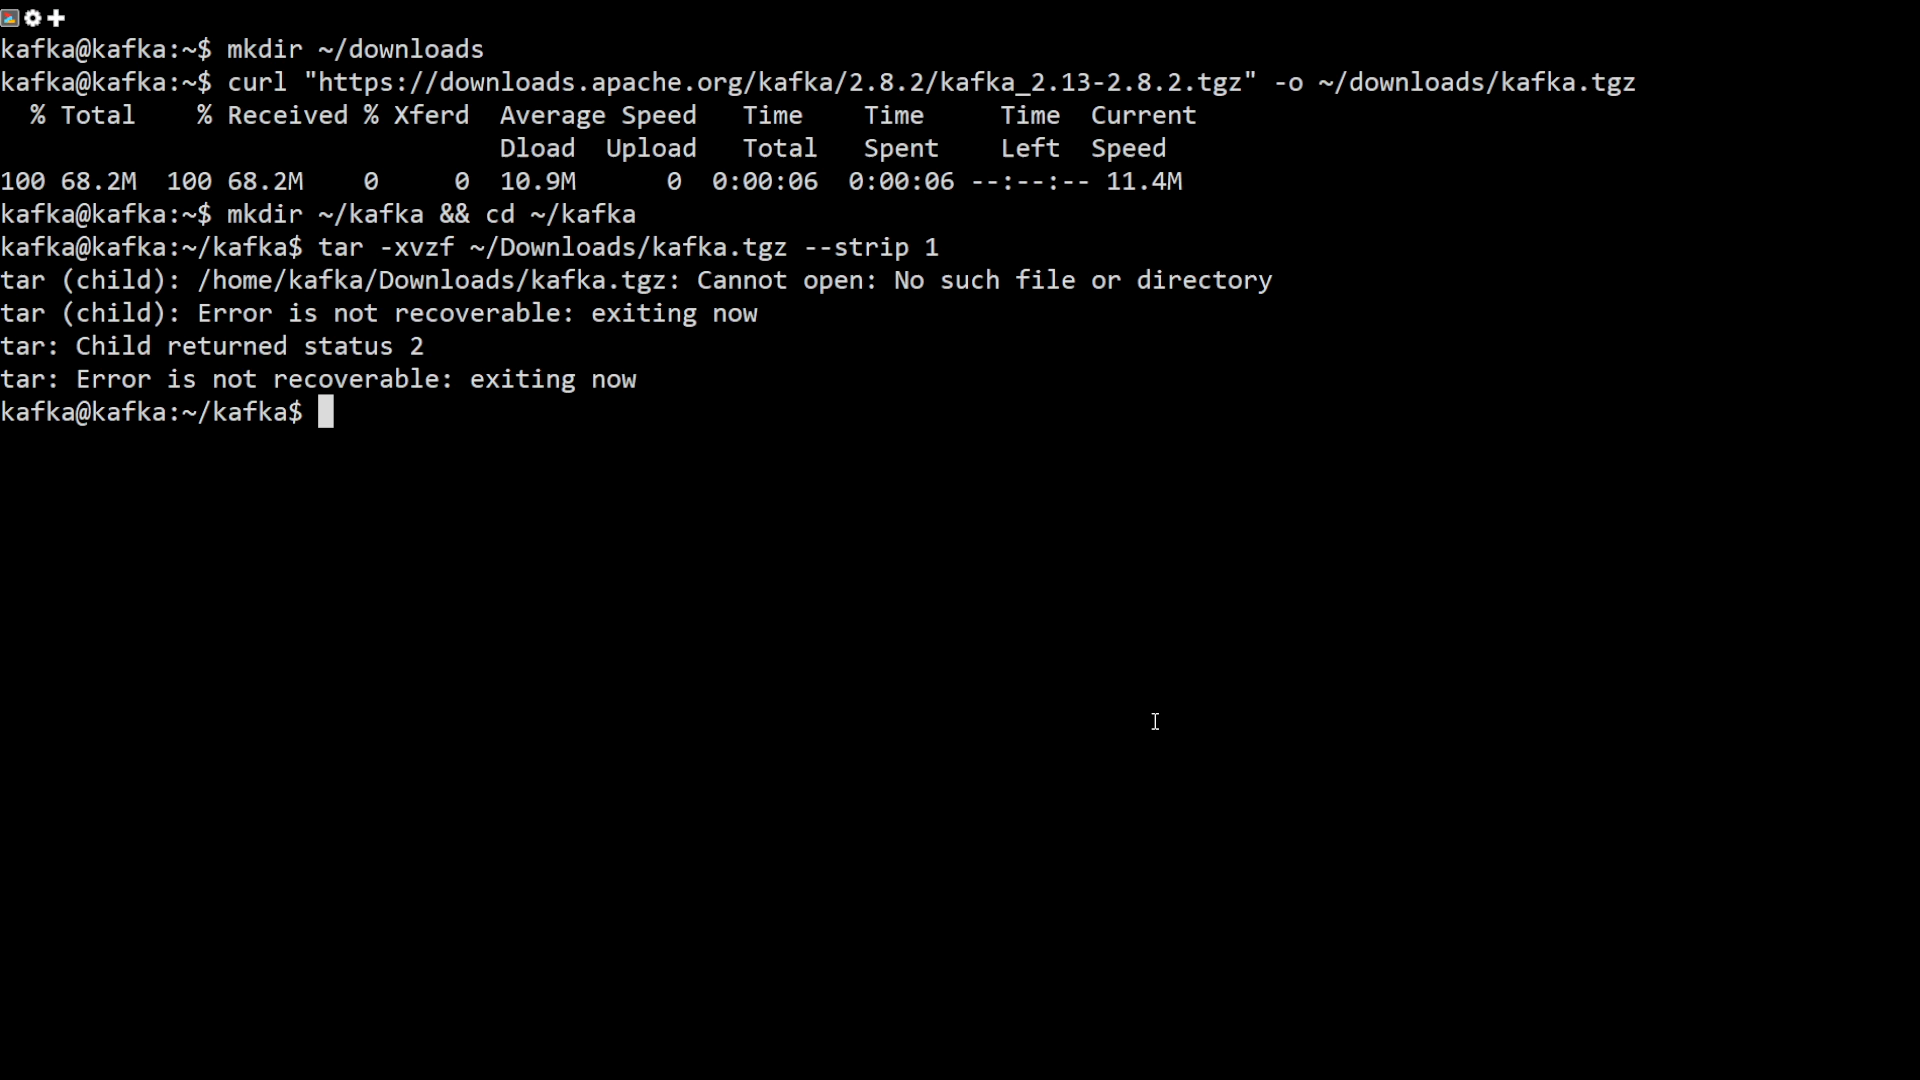 kafka@kafka:~$ mkdir ~/downloads
kafka@kafka:~$ curl "https://downloads.apache.org/kafka/2.8.2/kafka_2.13-2.8.2.tgz" -o ~/downloads/kafka.tgz
  % Total    % Received % Xferd  Average Speed   Time    Time     Time  Current
                                 Dload  Upload   Total   Spent    Left  Speed
100 68.2M  100 68.2M    0     0  10.9M      0  0:00:06  0:00:06 --:--:-- 11.4M
kafka@kafka:~$ mkdir ~/kafka && cd ~/kafka
kafka@kafka:~/kafka$ tar -xvzf ~/Downloads/kafka.tgz --strip 1
tar (child): /home/kafka/Downloads/kafka.tgz: Cannot open: No such file or directory
tar (child): Error is not recoverable: exiting now
tar: Child returned status 2
tar: Error is not recoverable: exiting now
kafka@kafka:~/kafka$